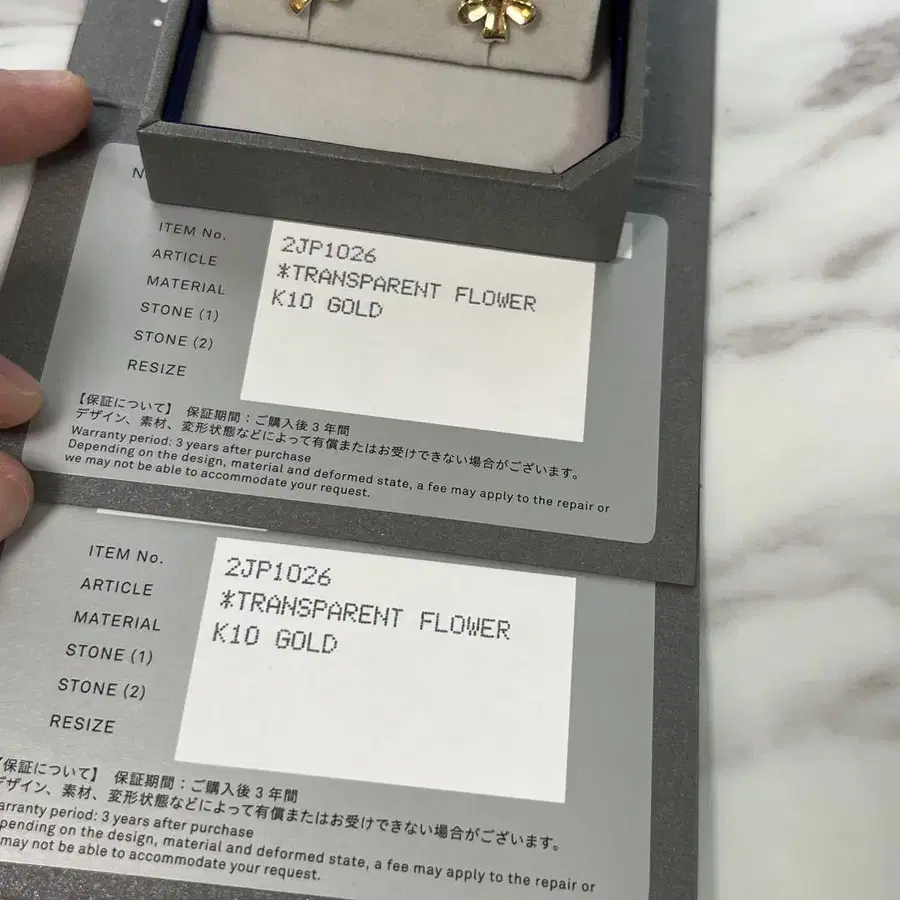 ITEM No. 2JP1026
ARTICLE *TRANSPARENT FLOWER
MATERIAL K10 GOLD
STONE (1)
STONE (2)
RESIZE
【保証について】 保証期間：ご購入後3年間
デザイン、素材、変形状態などによって有償またはお受けできない場合がございます。
Warranty period: 3 years after purchase
Depending on the design, material and deformed state, a fee may apply to the repair or
we may not be able to accommodate your request.
ITEM No. 2JP1026
ARTICLE *TRANSPARENT FLOWER
MATERIAL K10 GOLD
STONE (1)
STONE (2)
RESIZE
保証について】 保証期間：ご購入後3年間
デザイン、素材、変形状態などによって有償またはお受けできない場合がございます。
arranty period: 3 years after purchase
pending on the design, material and deformed state, a fee may apply to the repair or
may not be able to accommodate your request.